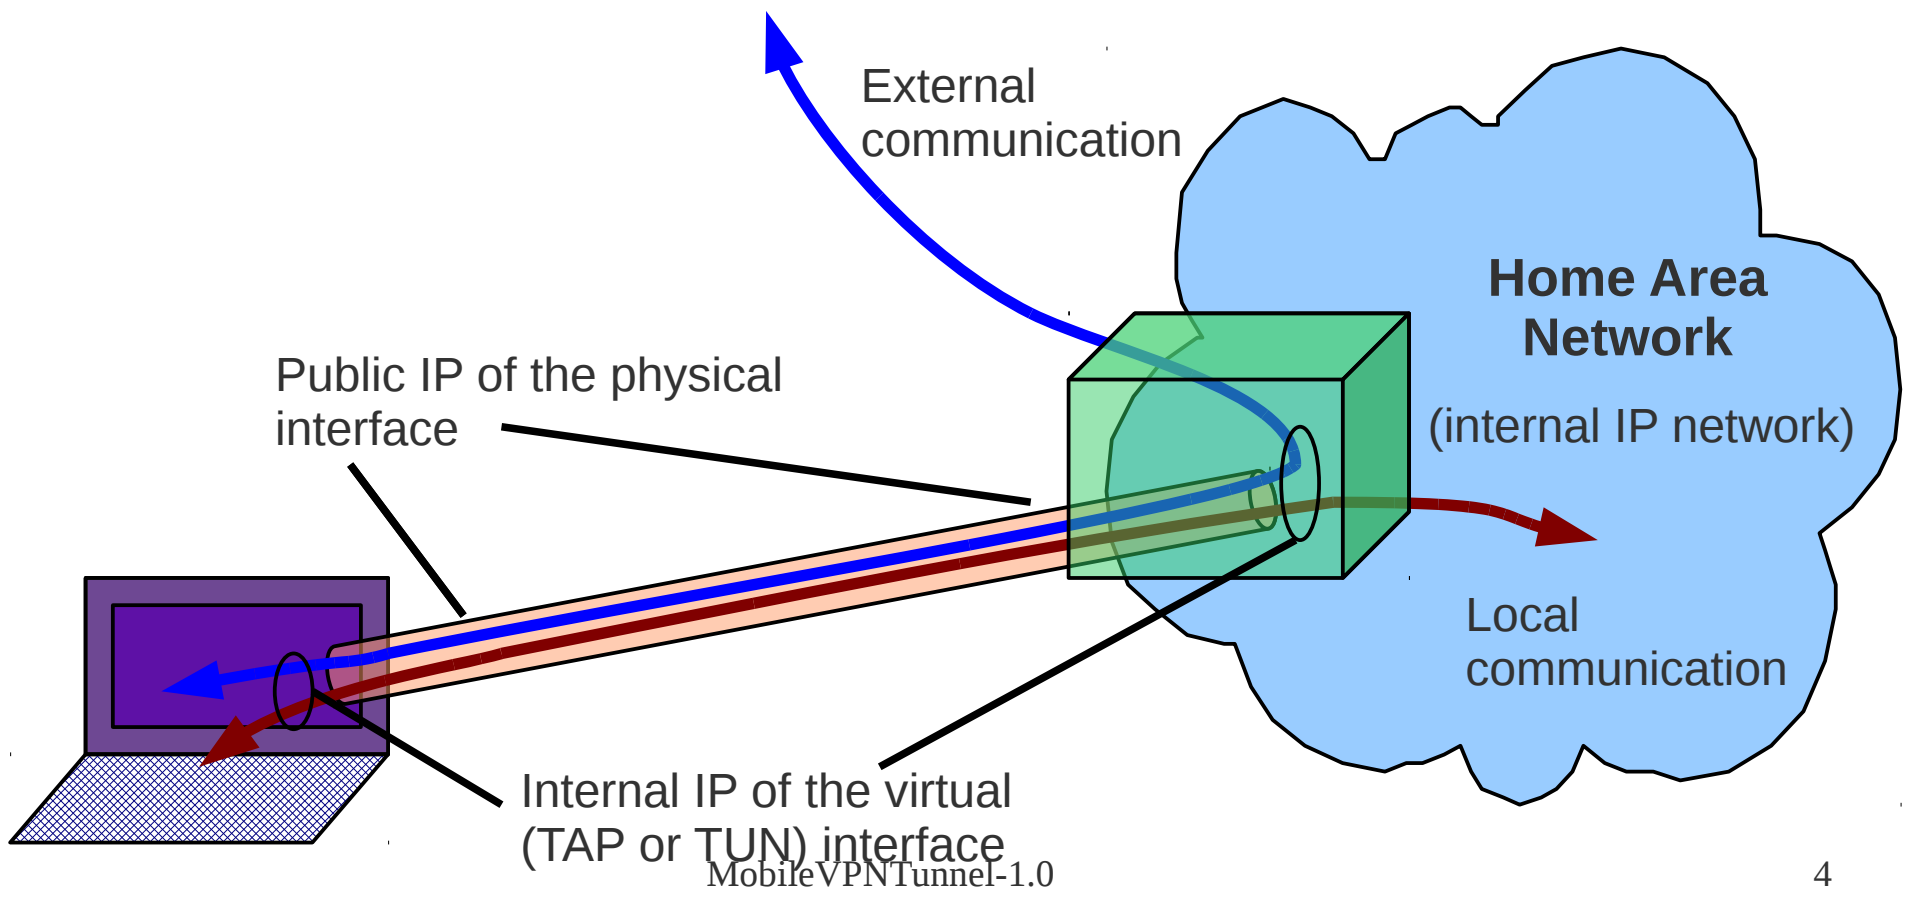 External
communication
Home Area
Network
(internal IP network)
Public IP of the physical
interface
Local
communication
Internal IP of the virtual
(TAP or TUN) interface
MobileVPNTunnel-1.0
4